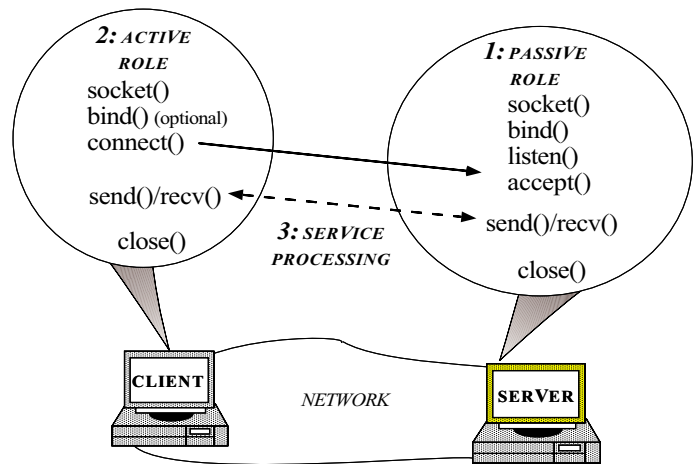 2: ACTIVE
ROLE
socket()
bind() (optional)
connect()
send()/recv()
close()
1: PASSIVE
ROLE
socket()
bind()
listen()
accept()
send()/recv()
close()
3: SERVICE
PROCESSING
CLIENT
NETWORK
SERVER